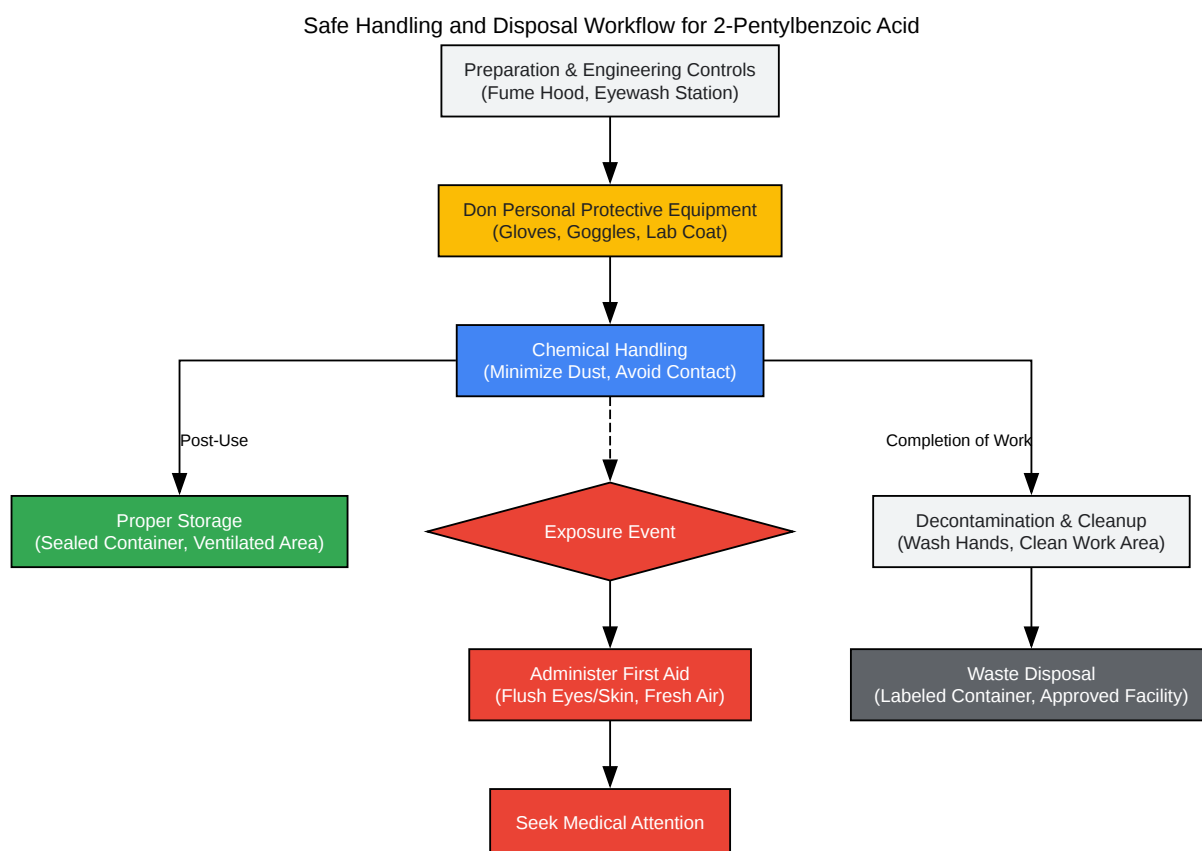 Safe Handling and Disposal Workflow for 2-Pentylbenzoic Acid
Preparation & Engineering Controls
(Fume Hood, Eyewash Station)
Don Personal Protective Equipment
(Gloves, Goggles, Lab Coat)
Chemical Handling
(Minimize Dust, Avoid Contact)
Post-Use
Completion of Work
Proper Storage
(Sealed Container, Ventilated Area)
Exposure Event
Decontamination & Cleanup
(Wash Hands, Clean Work Area)
Administer First Aid
(Flush Eyes/Skin, Fresh Air)
Waste Disposal
(Labeled Container, Approved Facility)
Seek Medical Attention